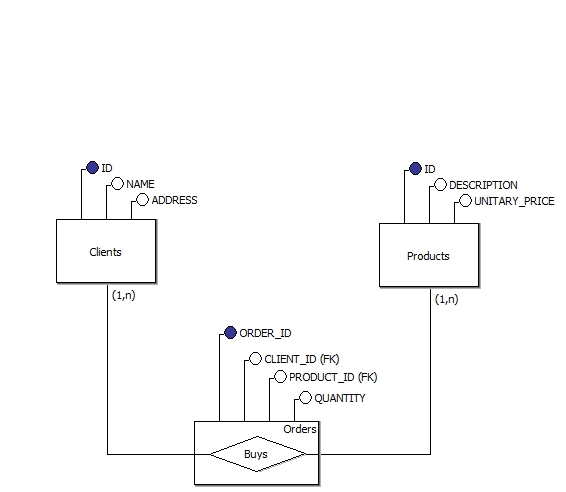 ID
NAME
ADDRESS
Clients
(1,n)
ID
DESCRIPTION
UNITARY_PRICE
Products
(1,n)
ORDER_ID
CLIENT_ID (FK)
PRODUCT_ID (FK)
QUANTITY
Orders
Buys